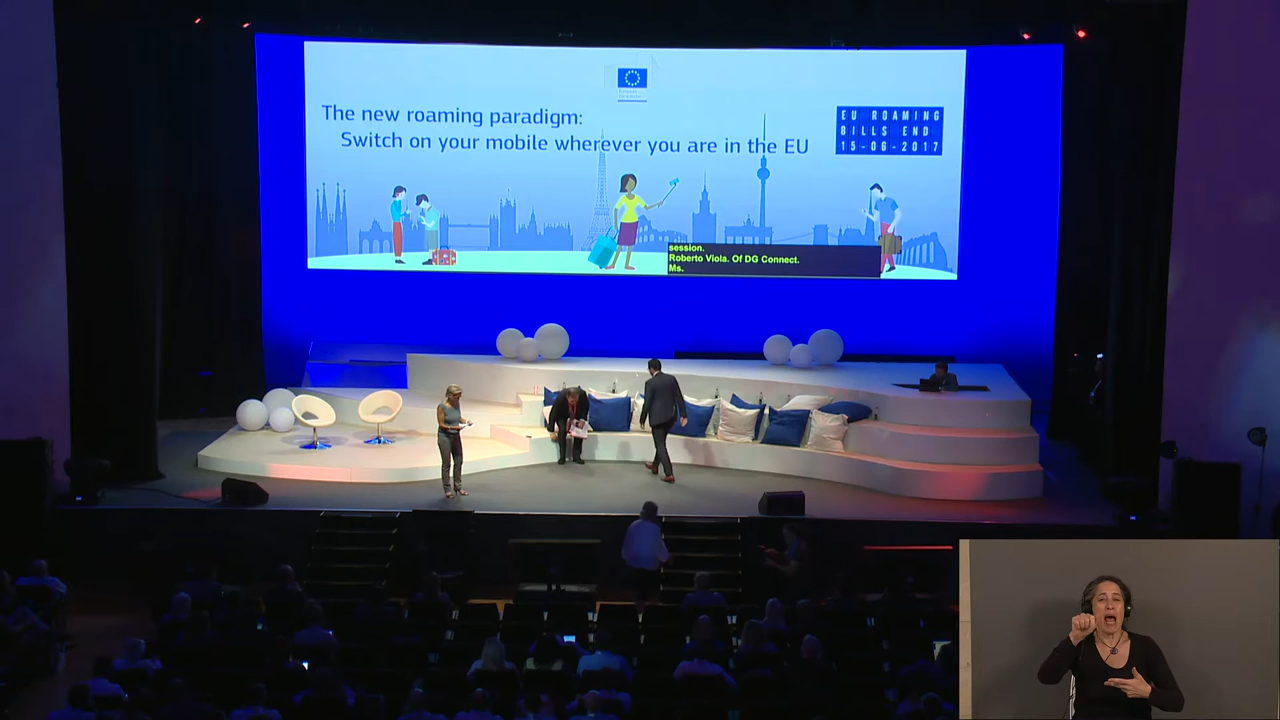 The new roaming paradigm:
Switch on your mobile wherever you are in the EU
EU ROAMING
BILLS END
15-06-2017
session.
Roberto Viola. Of DG Connect.
Ms.